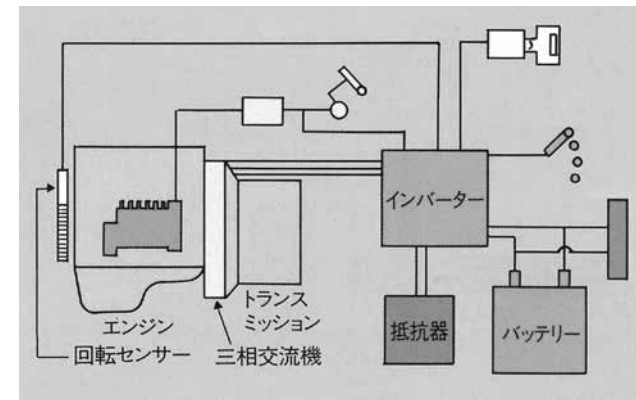 インバーター
トランス
ミッション
エンジン
回転センサー
三相交流機
抵抗器
バッテリー